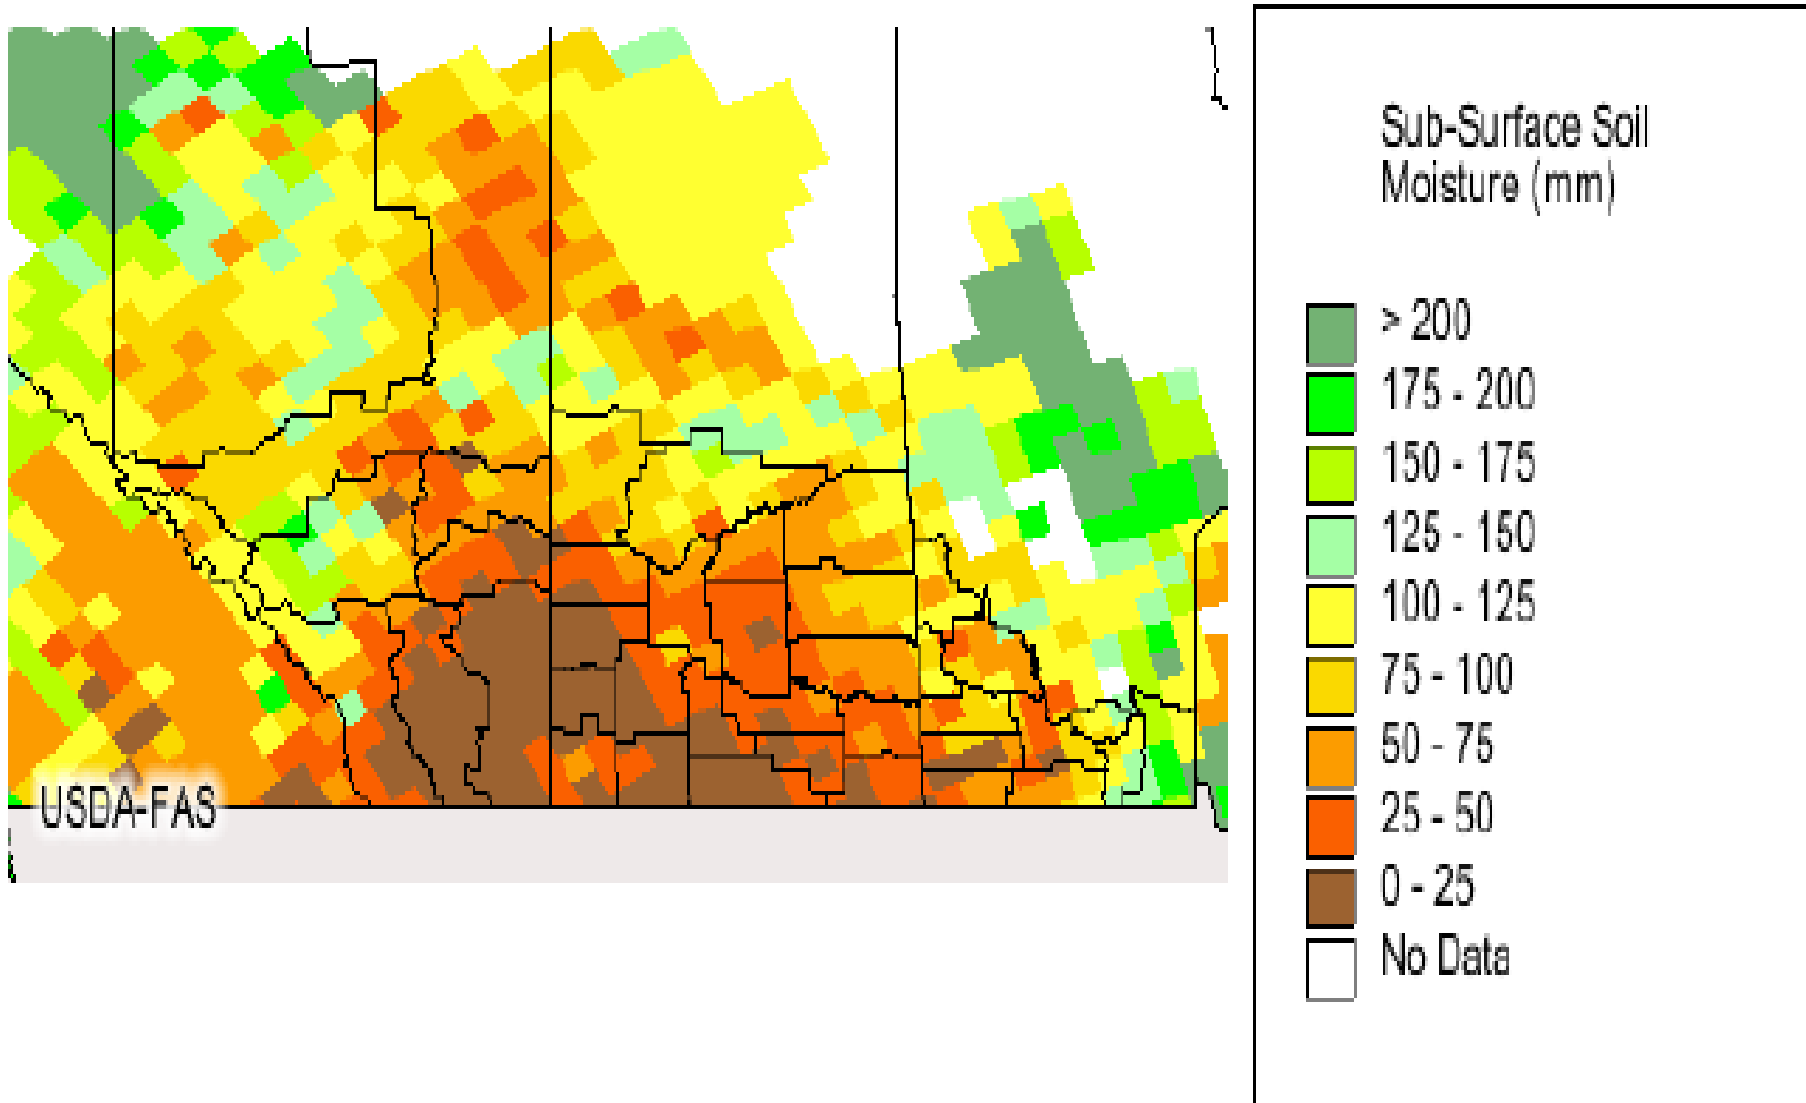 Sub-Surface Soil
Moisture (mm)
> 200
175 - 200
150 - 175
125 - 150
100 - 125
75 - 100
50 - 75
25 - 50
0 - 25
No Data
USDA-FAS